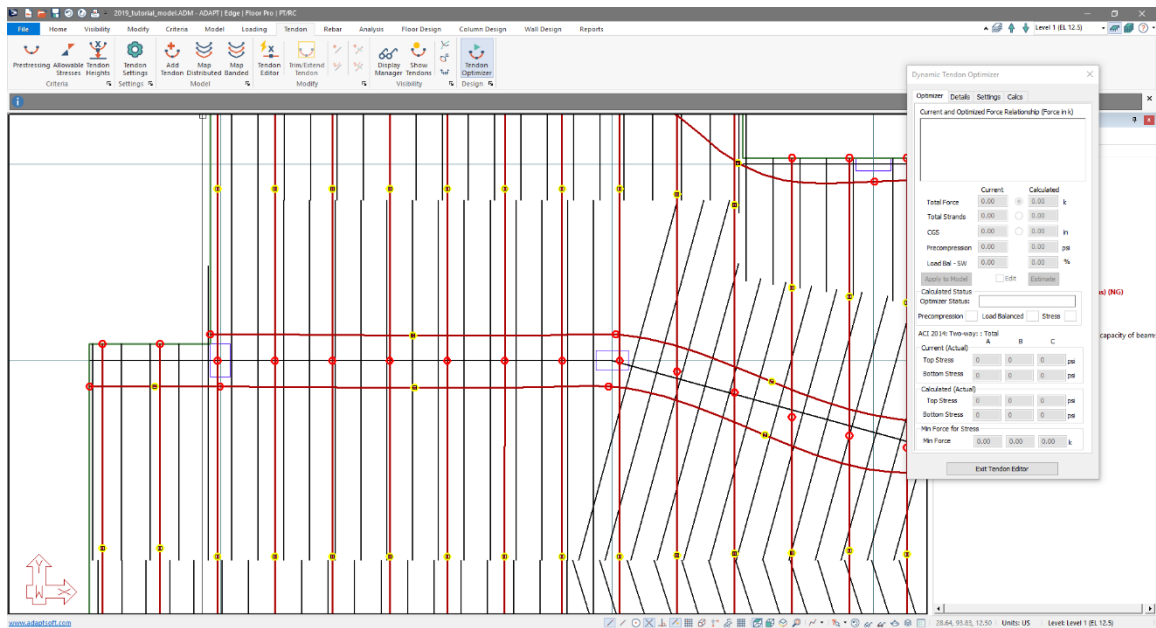 2019_tutorial_model.ADM - ADAPT | Edge | Floor Pro | PT/RC
File Home Visibility Modify Criteria Model Loading Tendon Rebar Analysis Floor Design Column Design Wall Design Reports
Level 1 (EL 12.5)
Prestressing Allowable Stresses Tendon Heights
Tendon Settings
Add Tendon Map Distributed Map Banded
Tendon Editor Trim/Extend Tendon
Display Manager Show Tendons
Tendon Optimizer
Criteria Settings Model Modify Visibility Design
Dynamic Tendon Optimizer
Optimizer Details Settings Calcs
Current and Optimized Force Relationship (Force in k)
Current Calculated
Total Force 0.00 0.00 k
Total Strands 0.00 0.00
CGS 0.00 0.00 in
Precompression 0.00 0.00 psi
Load Bal - SW 0.00 0.00 %
Apply to Model Edit Estimate
Calculated Status
Optimizer Status:
Precompression Load Balanced Stress
ACI 2014: Two-way: : Total
A B C
Current (Actual)
Top Stress 0 0 0 psi
Bottom Stress 0 0 0 psi
Calculated (Actual)
Top Stress 0 0 0 psi
Bottom Stress 0 0 0 psi
Min Force for Stress
Min Force 0.00 0.00 0.00 k
Exit Tendon Editor
(NG)
capacity of beams
Y
W X
www.adaptsoft.com
28.64, 93.83, 12.50 Units: US Level: Level 1 (EL 12.5)